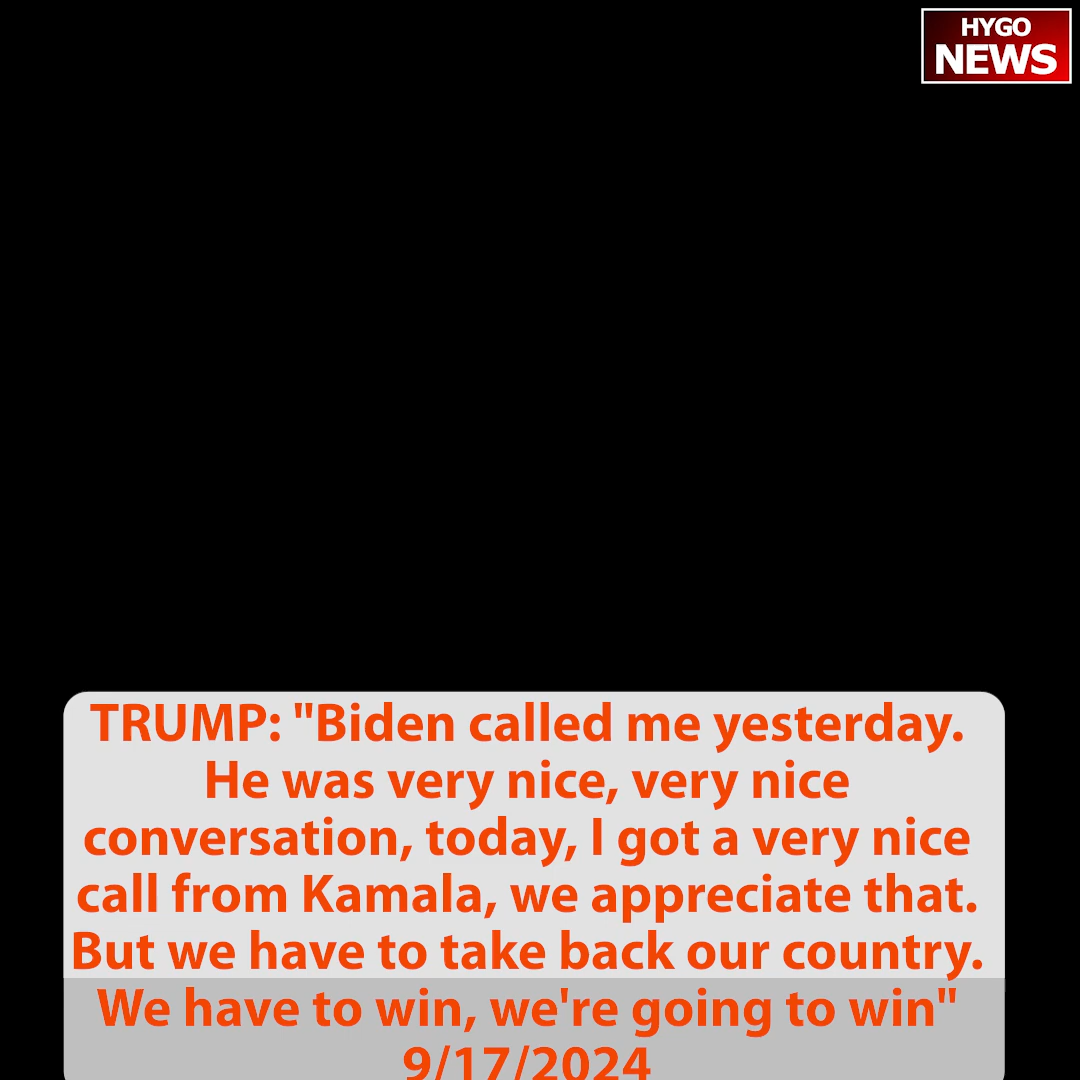 HYGO
NEWS
TRUMP: "Biden called me yesterday.
He was very nice, very nice
conversation, today, I got a very nice
call from Kamala, we appreciate that.
But we have to take back our country.
We have to win, we're going to win"
9/17/2024